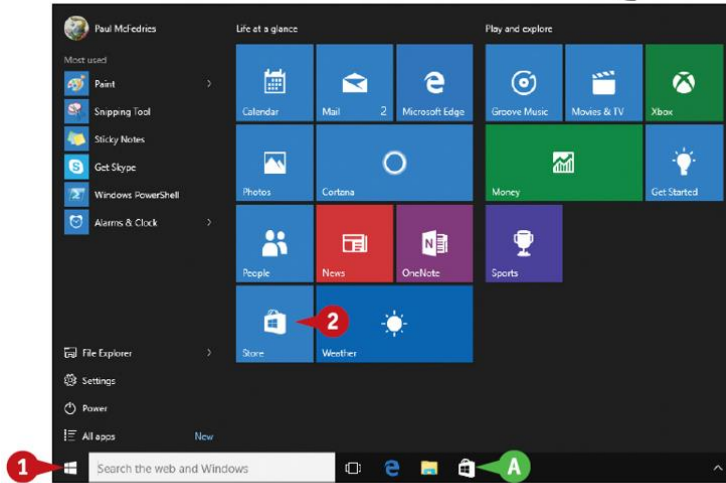 Paul McFedries
Life at a glance
Play and explore
Most used
Paint
Snipping Tool
Sticky Notes
Get Skype
Windows PowerShell
Alarms & Clock
Calendar
Mail 2
Microsoft Edge
Groove Music
Movies & TV
Xbox
Photos
Cortana
Money
Get Started
People
News
N
OneNote
Sports
2
Store
Weather
File Explorer
Settings
Power
All apps New
1
Search the web and Windows
A